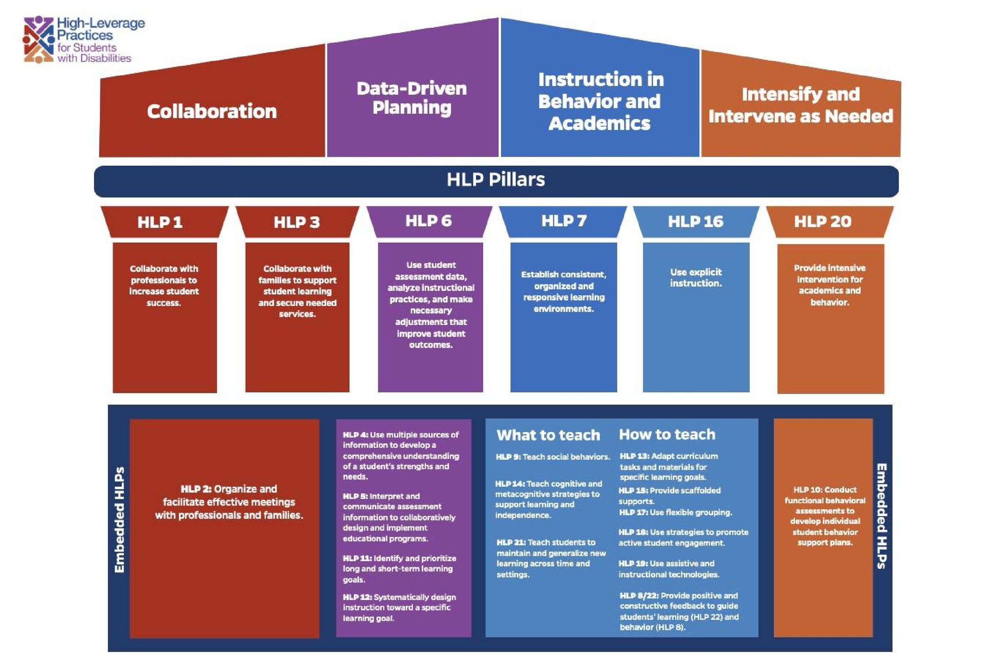 High-Leverage
Practices
for Students
with Disabilities
Collaboration
Data-Driven
Planning
Instruction in
Behavior and
Academics
Intensify and
Intervene as Needed
HLP Pillars
HLP 1
Collaborate with
professionals to
increase student
success.
HLP 3
Collaborate with
families to support
student learning
and secure needed
services.
HLP 6
Use student
assessment data,
analyze instructional
practices, and make
necessary
adjustments that
improve student
outcomes.
HLP 7
Establish consistent,
organized and
responsive learning
environments.
HLP 16
Use explicit
instruction.
HLP 20
Provide intensive
intervention for
academics and
behavior.
Embedded HLPs
HLP 2: Organize and
facilitate effective meetings
with professionals and families.
HLP 4: Use multiple sources of
information to develop a
comprehensive understanding
of a student's strengths and
needs.
HLP 5: Interpret and
communicate assessment
information to collaboratively
design and implement
educational programs.
HLP 11: Identify and prioritize
long and short-term learning
goals.
HLP 12: Systematically design
instruction toward a specific
learning goal.
What to teach
HLP 9: Teach social behaviors.
HLP 14: Teach cognitive and
metacognitive strategies to
support learning and
independence.
HLP 21: Teach students to
maintain and generalize new
learning across time and
settings.
How to teach
HLP 13: Adapt curriculum
tasks and materials for
specific learning goals.
HLP 15: Provide scaffolded
supports.
HLP 17: Use flexible grouping.
HLP 18: Use strategies to promote
active student engagement.
HLP 19: Use assistive and
instructional technologies.
HLP 8/22: Provide positive and
constructive feedback to guide
students' learning (HLP 22) and
behavior (HLP 8).
HLP 10: Conduct
functional behavioral
assessments to
develop individual
student behavior
support plans.
Embedded HLPs